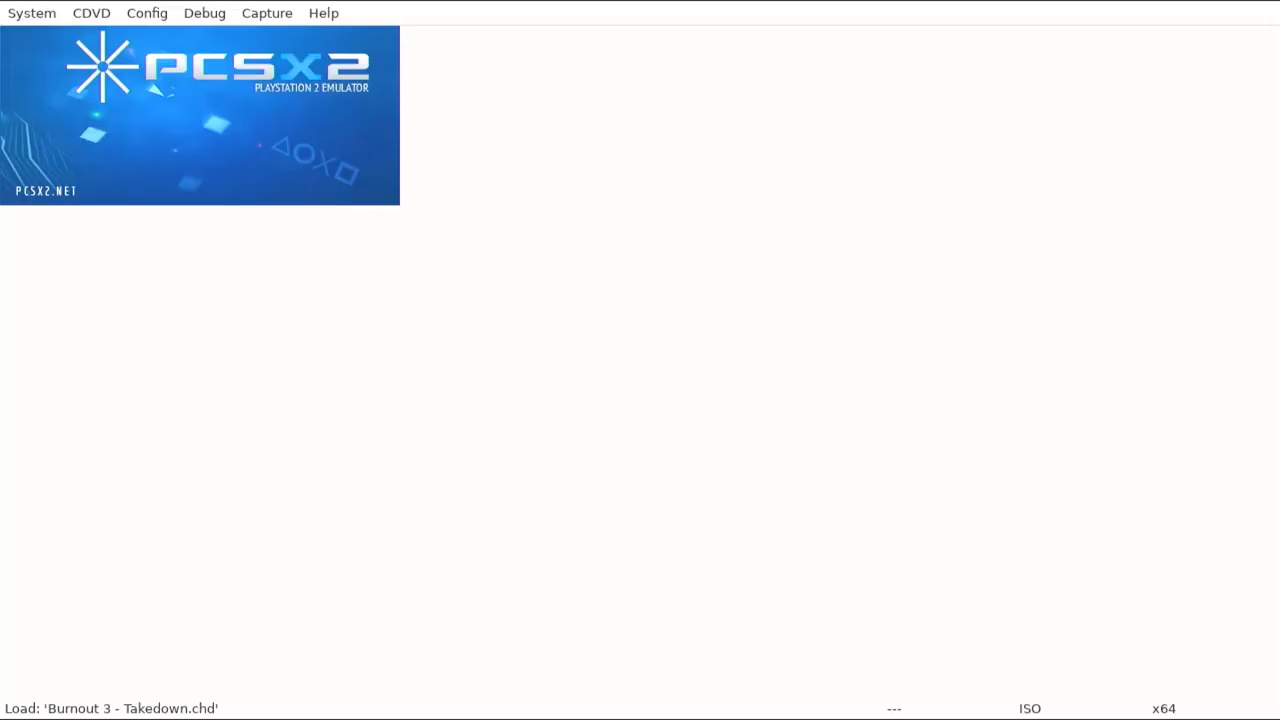 System CDVD Config Debug Capture Help
PCSX2
PLAYSTATION 2 EMULATOR
PCSX2.NET
Load: 'Burnout 3 - Takedown.chd' --- ISO x64